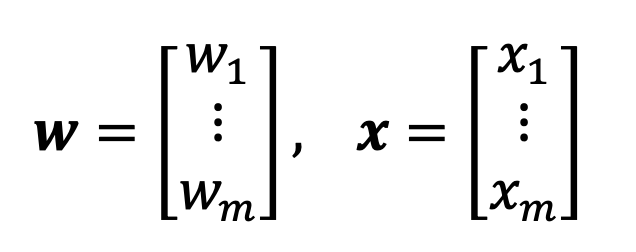 𝒘 = [w₁ ⋮ wₘ], 𝒙 = [x₁ ⋮ xₘ]